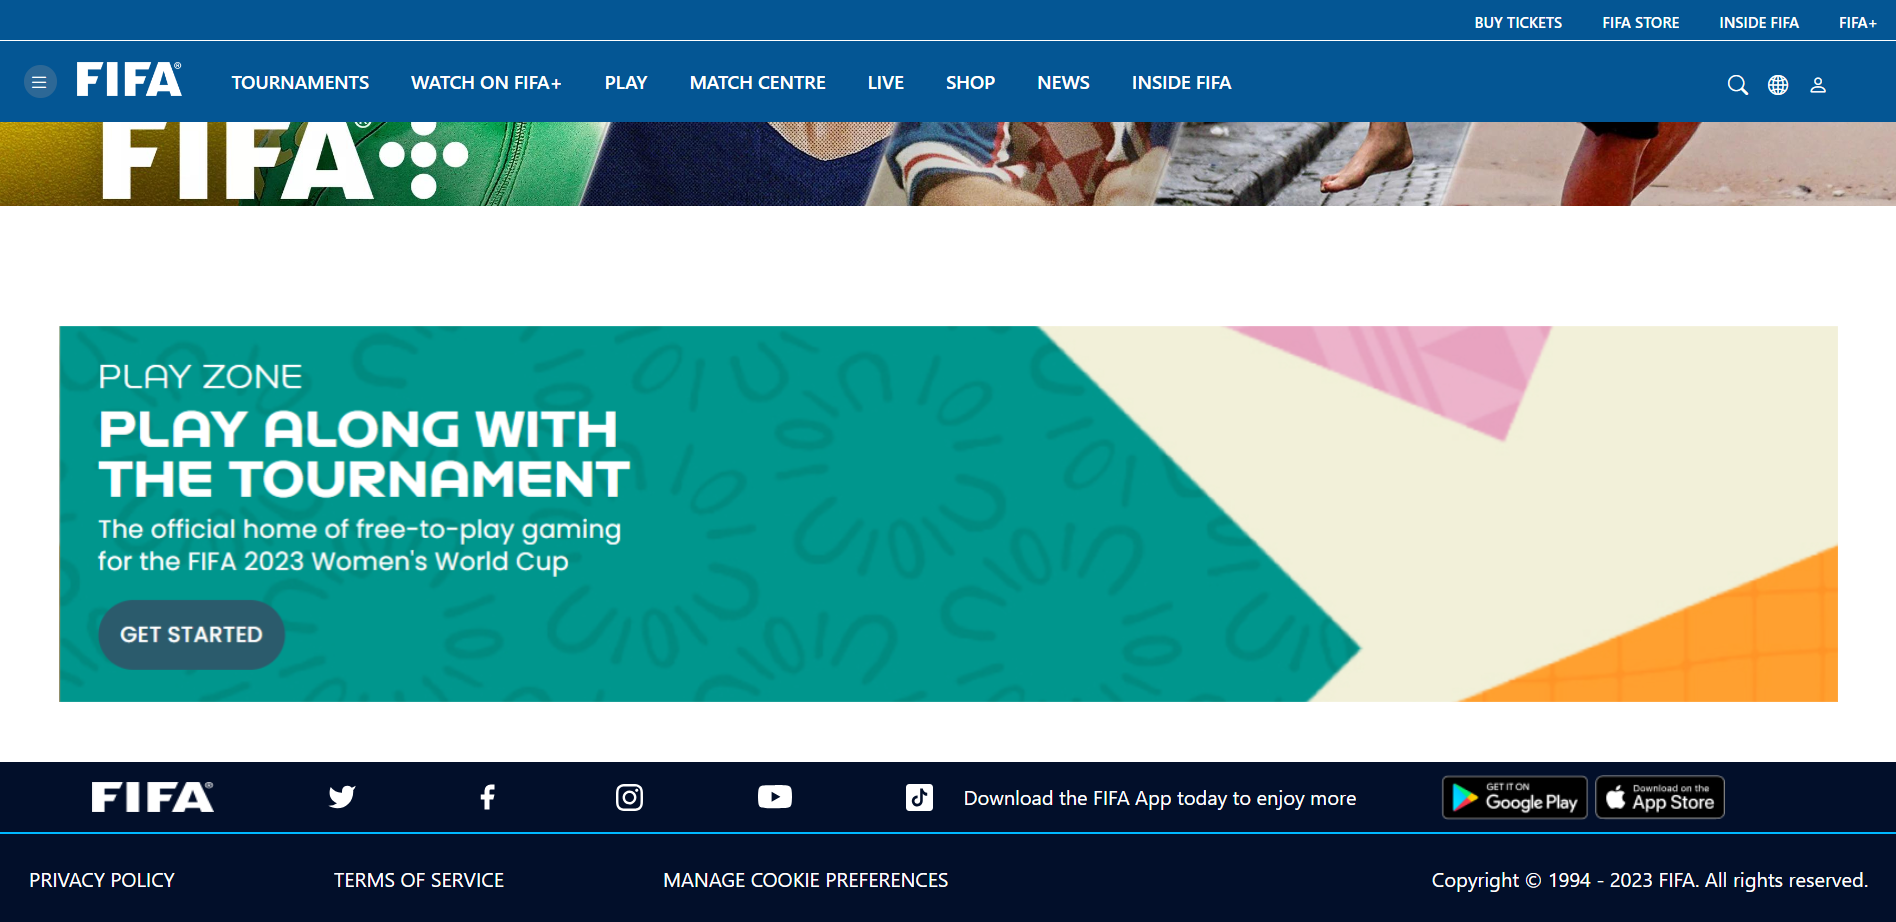 BUY TICKETS FIFA STORE INSIDE FIFA FIFA+
FIFA® TOURNAMENTS WATCH ON FIFA+ PLAY MATCH CENTRE LIVE SHOP NEWS INSIDE FIFA
FIFA®
PLAY ZONE
PLAY ALONG WITH
THE TOURNAMENT
The official home of free-to-play gaming
for the FIFA 2023 Women's World Cup
GET STARTED
FIFA® Download the FIFA App today to enjoy more
GET IT ON
Google Play
Download on the
App Store
PRIVACY POLICY TERMS OF SERVICE MANAGE COOKIE PREFERENCES Copyright © 1994 - 2023 FIFA. All rights reserved.